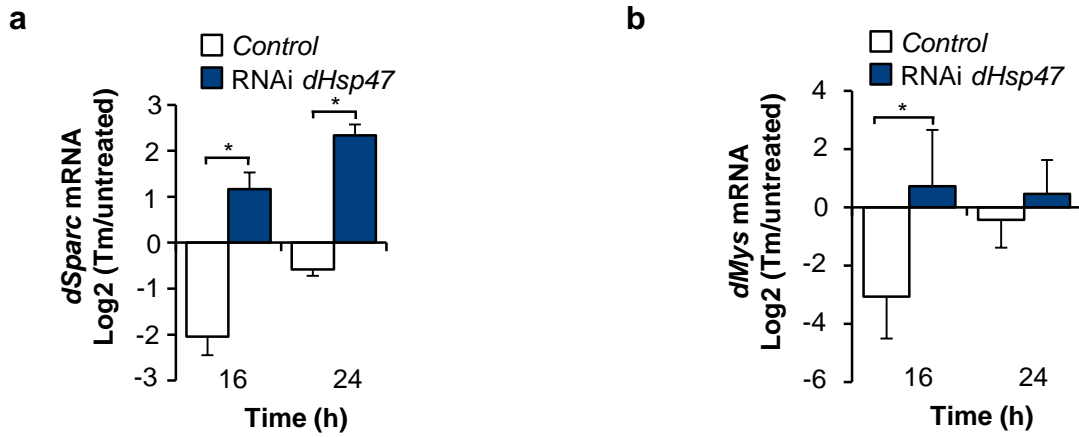 a
Control
RNAi dHsp47
dSparc mRNA
Log2 (Tm/untreated)
3
2
1
0
-1
-2
-3
*
*
16 24
Time (h)
b
Control
RNAi dHsp47
dMys mRNA
Log2 (Tm/untreated)
4
2
0
-2
-4
-6
*
16 24
Time (h)